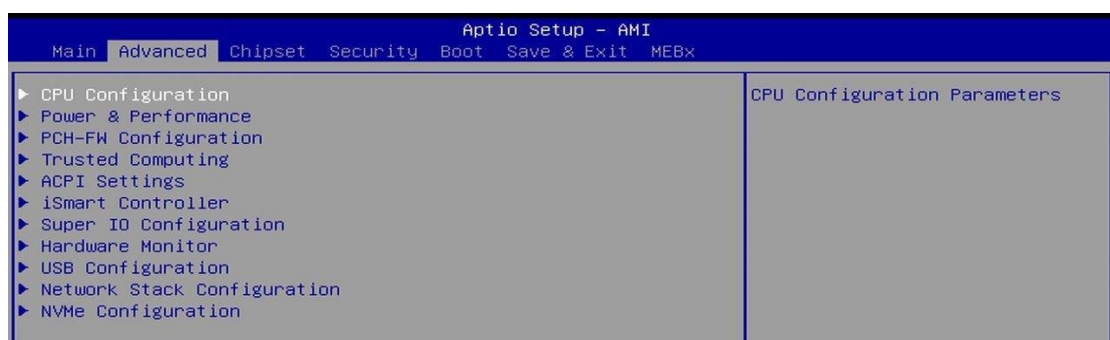 Aptio Setup – AMI
Main Advanced Chipset Security Boot Save & Exit MEBx
▶ CPU Configuration
▶ Power & Performance
▶ PCH-FW Configuration
▶ Trusted Computing
▶ ACPI Settings
▶ iSmart Controller
▶ Super IO Configuration
▶ Hardware Monitor
▶ USB Configuration
▶ Network Stack Configuration
▶ NVMe Configuration
CPU Configuration Parameters